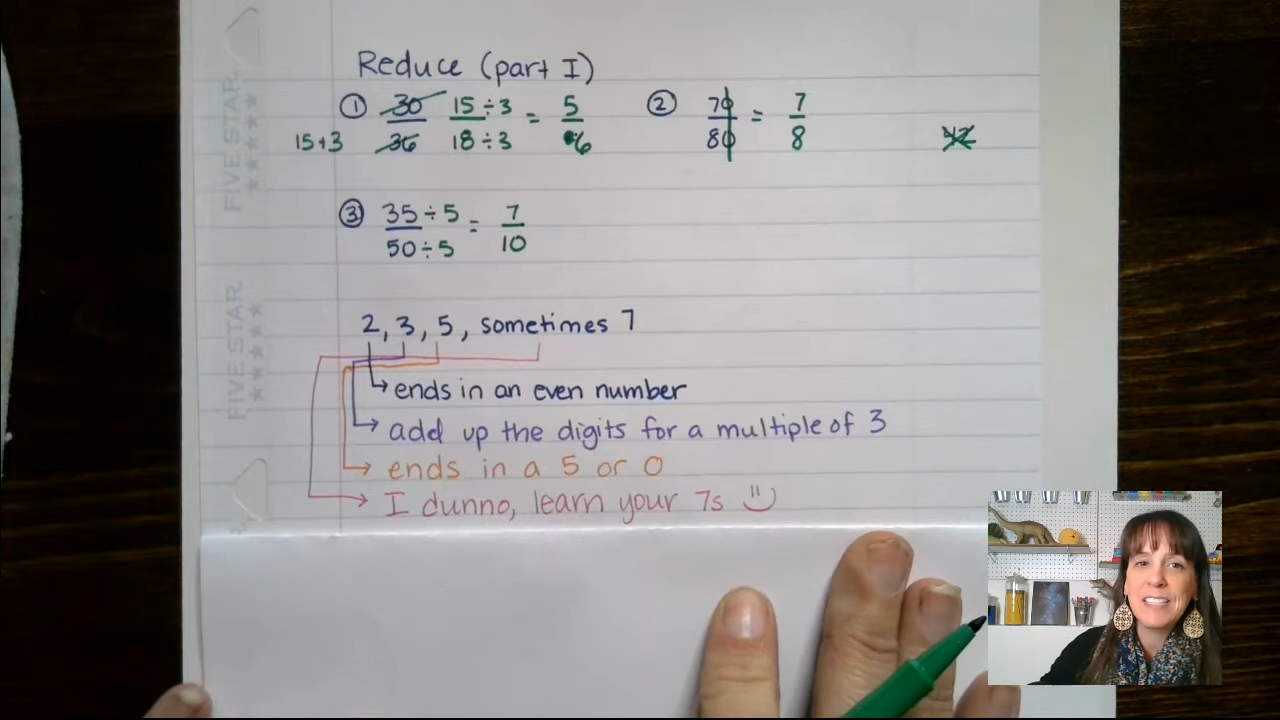 Reduce (part I)
① 30/36 15÷3/18÷3 = 5/6
15+3
② 70/80 = 7/8
③ 35÷5/50÷5 = 7/10
2, 3, 5, sometimes 7
ends in an even number
add up the digits for a multiple of 3
ends in a 5 or 0
I dunno, learn your 7s
FIVE STAR
FIVE STAR